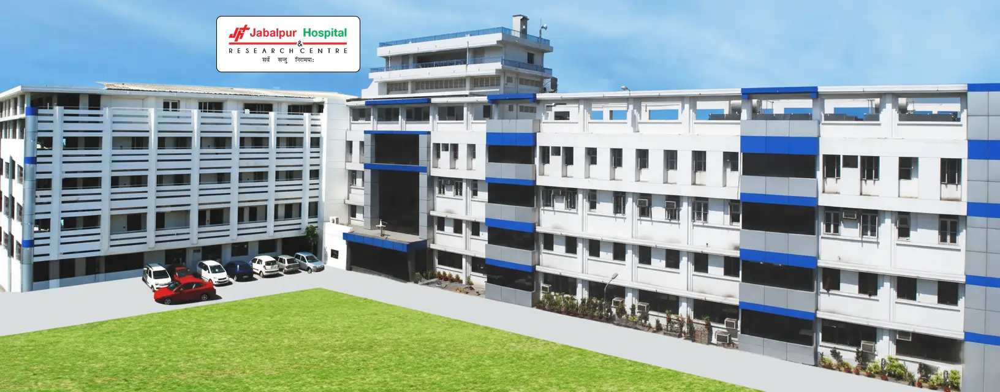 Jabalpur Hospital
&
RESEARCH CENTRE
सर्वे सन्तु निरामयाः